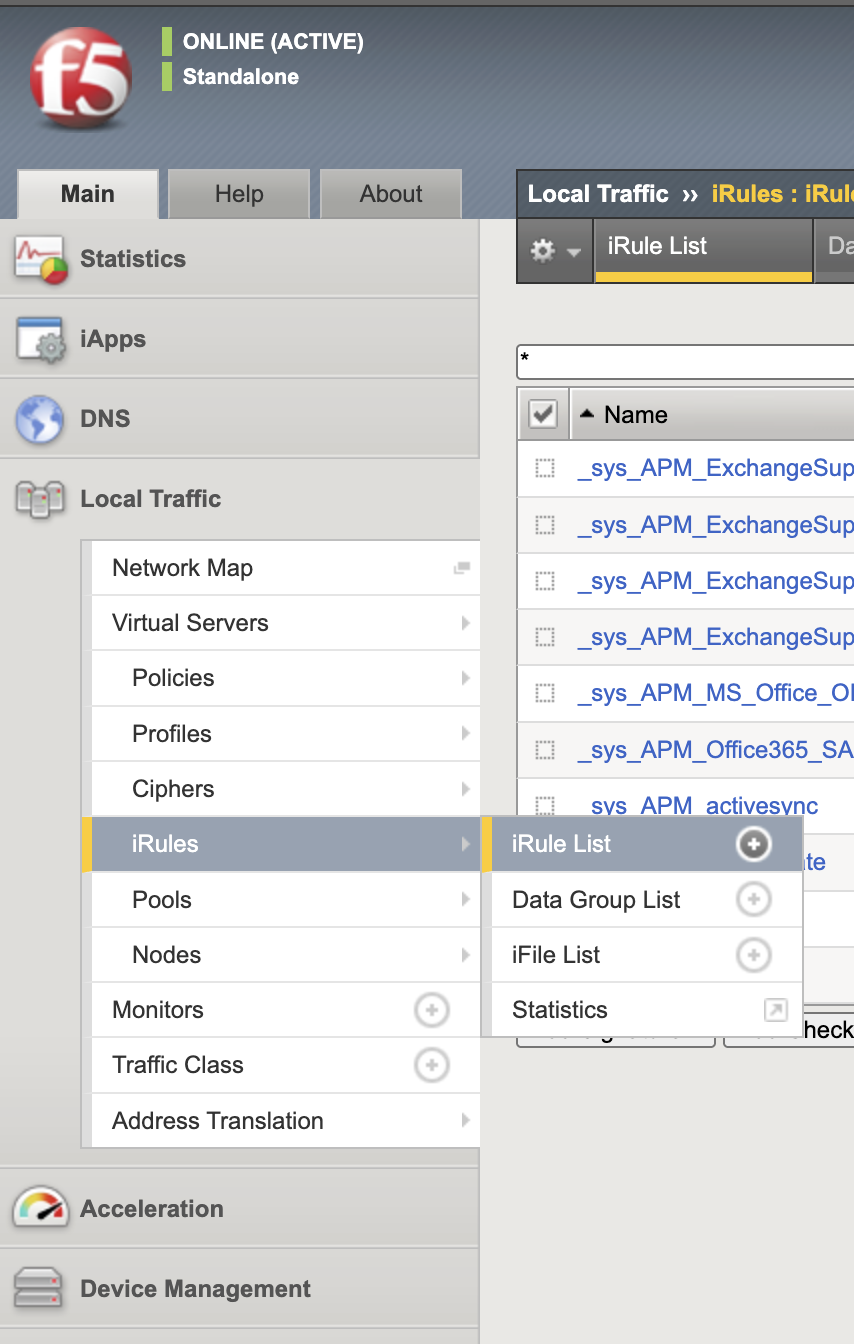 f5
ONLINE (ACTIVE)
Standalone
Main
Help
About
Statistics
iApps
DNS
Local Traffic
Network Map
Virtual Servers
Policies
Profiles
Ciphers
iRules
Pools
Nodes
Monitors
Traffic Class
Address Translation
Acceleration
Device Management
iRule List
Data Group List
iFile List
Statistics
Local Traffic ›› iRules : iRul
iRule List
Da
*
Name
_sys_APM_ExchangeSup
_sys_APM_ExchangeSup
_sys_APM_ExchangeSup
_sys_APM_ExchangeSup
_sys_APM_MS_Office_O
_sys_APM_Office365_SA
_sys_APM_activesync
te
heck